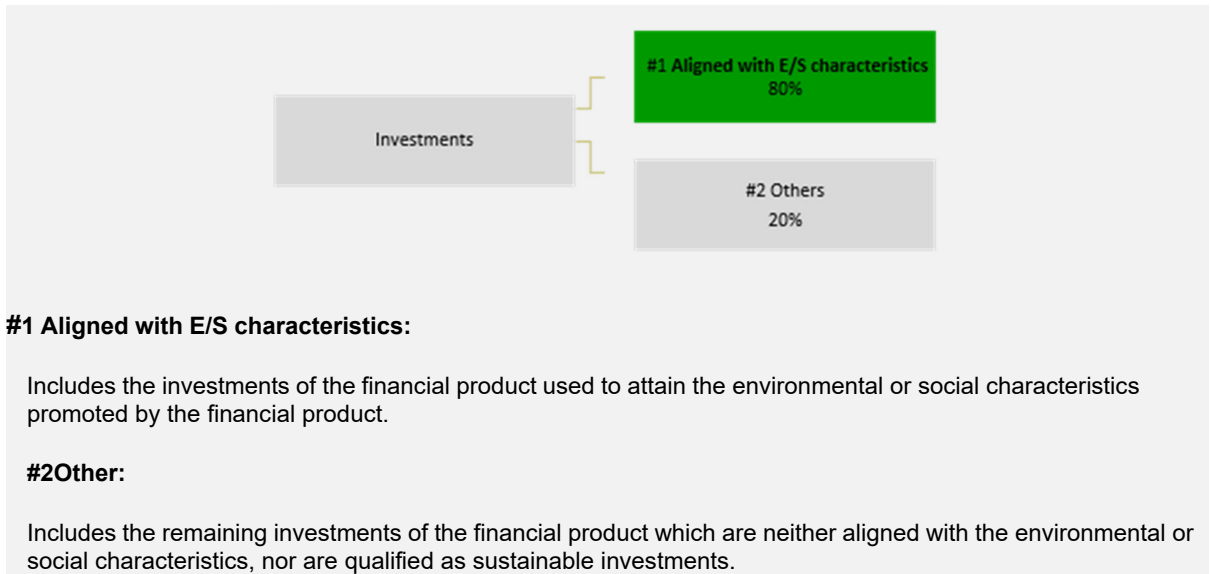 #1 Aligned with E/S characteristics
80%
Investments
#2 Others
20%
#1 Aligned with E/S characteristics:
Includes the investments of the financial product used to attain the environmental or social characteristics
promoted by the financial product.
#2Other:
Includes the remaining investments of the financial product which are neither aligned with the environmental or
social characteristics, nor are qualified as sustainable investments.